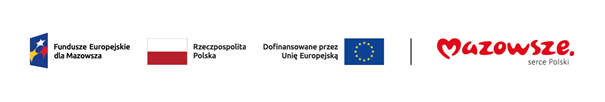 Fundusze Europejskie
dla Mazowsza
Rzeczpospolita
Polska
Dofinansowane przez
Unię Europejską
mazowsze.
serce Polski